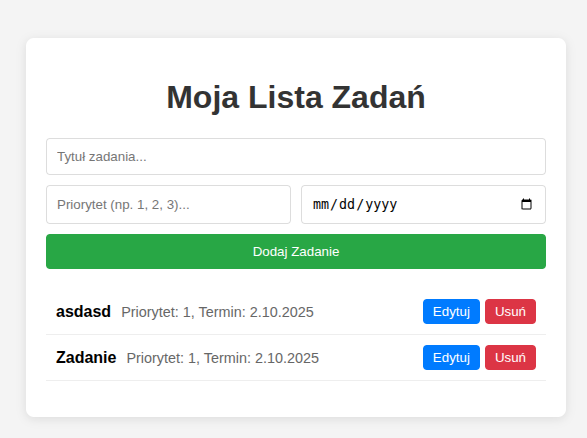 Moja Lista Zadań
Tytuł zadania...
Priorytet (np. 1, 2, 3)... mm/dd/yyyy
Dodaj Zadanie
asdasd Priorytet: 1, Termin: 2.10.2025 Edytuj Usuń
Zadanie Priorytet: 1, Termin: 2.10.2025 Edytuj Usuń